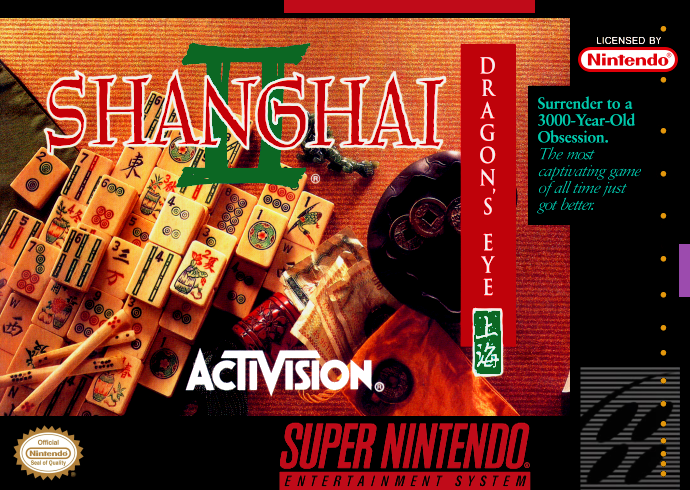 LICENSED BY
Nintendo®
SHANGHAI
II
®
DRAGON'S EYE
上海
Surrender to a
3000-Year-Old
Obsession.
The most
captivating game
of all time just
got better.
ACTIVISION®
Official
Nintendo
Seal of Quality
SUPER NINTENDO®
ENTERTAINMENT SYSTEM